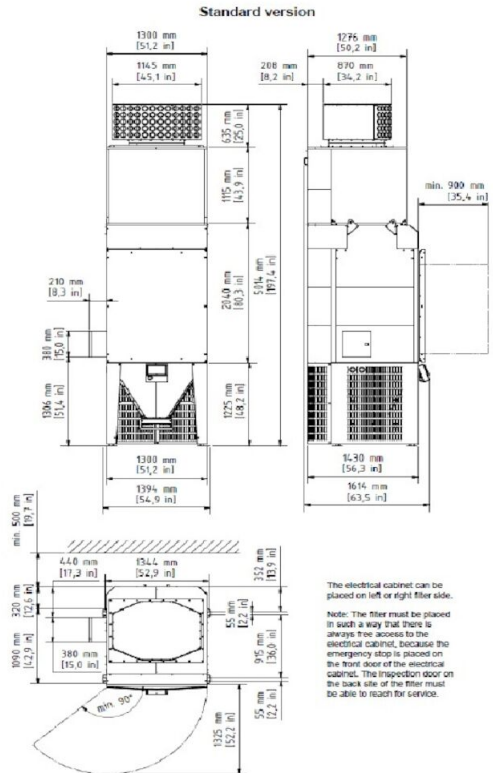 Standard version
1300 mm
[51,2 in]
1145 mm
[45,1 in]
635 mm
[25,0 in]
1115 mm
[43,9 in]
2040 mm
[80,3 in]
5014 mm
[197,4 in]
210 mm
[8,3 in]
380 mm
[15,0 in]
1306 mm
[51,4 in]
1225 mm
[48,2 in]
1300 mm
[51,2 in]
1394 mm
[54,9 in]
1276 mm
[50,2 in]
208 mm
[8,2 in]
870 mm
[34,2 in]
min. 900 mm
[35,4 in]
1430 mm
[56,3 in]
1614 mm
[63,5 in]
min. 500 mm
[19,7 in]
440 mm
[17,3 in]
1344 mm
[52,9 in]
352 mm
[13,9 in]
320 mm
[12,6 in]
55 mm
[2,2 in]
1090 mm
[42,9 in]
380 mm
[15,0 in]
915 mm
[36,0 in]
55 mm
[2,2 in]
min. 90°
1325 mm
[52,2 in]
The electrical cabinet can be
placed on left or right filter side.
Note: The filter must be placed
in such a way that there is
always free access to the
electrical cabinet, because the
emergency stop is placed on
the front door of the electrical
cabinet. The inspection door on
the back site of the filter must
be able to reach for service.